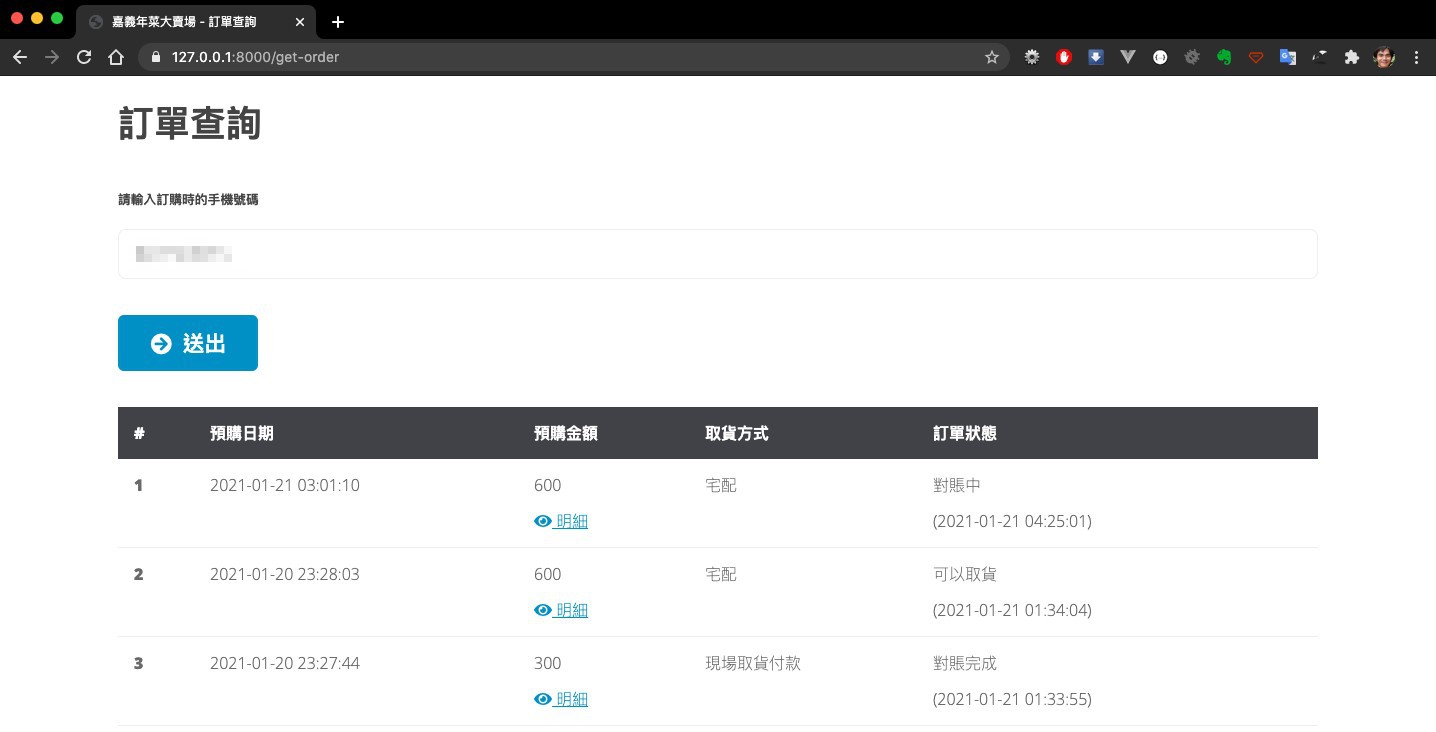 嘉義年菜大賣場 - 訂單查詢
127.0.0.1:8000/get-order
訂單查詢
請輸入訂購時的手機號碼
送出
# 預購日期 預購金額 取貨方式 訂單狀態
1 2021-01-21 03:01:10 600 宅配 對賬中
明細 (2021-01-21 04:25:01)
2 2021-01-20 23:28:03 600 宅配 可以取貨
明細 (2021-01-21 01:34:04)
3 2021-01-20 23:27:44 300 現場取貨付款 對賬完成
明細 (2021-01-21 01:33:55)